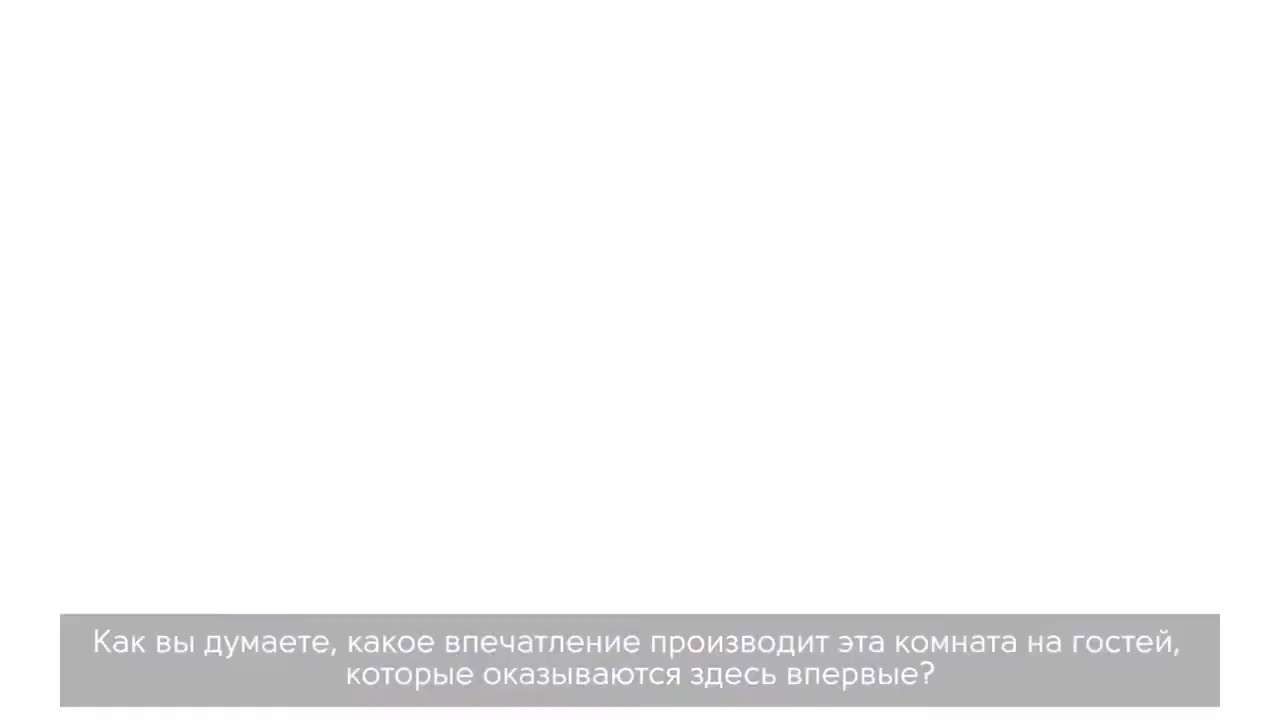 Как вы думаете, какое впечатление производит эта комната на гостей,
которые оказываются здесь впервые?